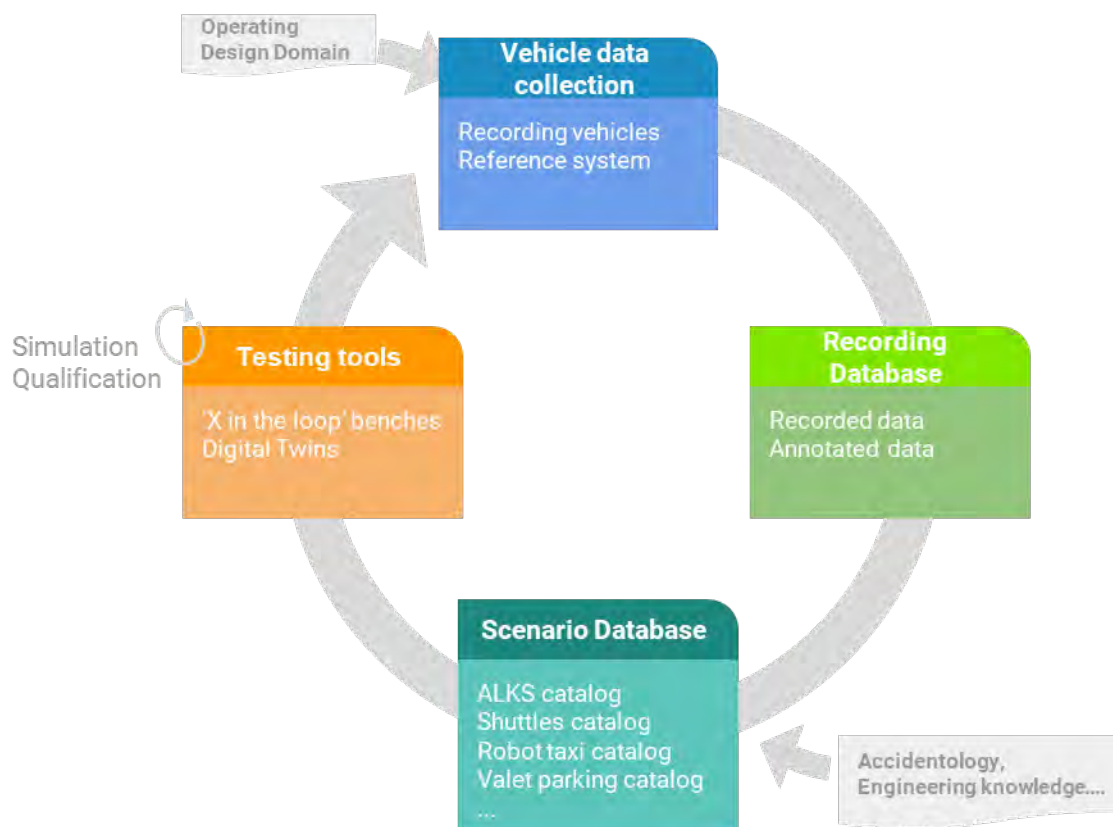 Operating
Design Domain
Vehicle data
collection
Recording vehicles
Reference system
Simulation
Qualification
Testing tools
'X in the loop' benches
Digital Twins
Recording
Database
Recorded data
Annotated data
Scenario Database
ALKS catalog
Shuttles catalog
Robot taxi catalog
Valet parking catalog
...
Accidentology,
Engineering knowledge....